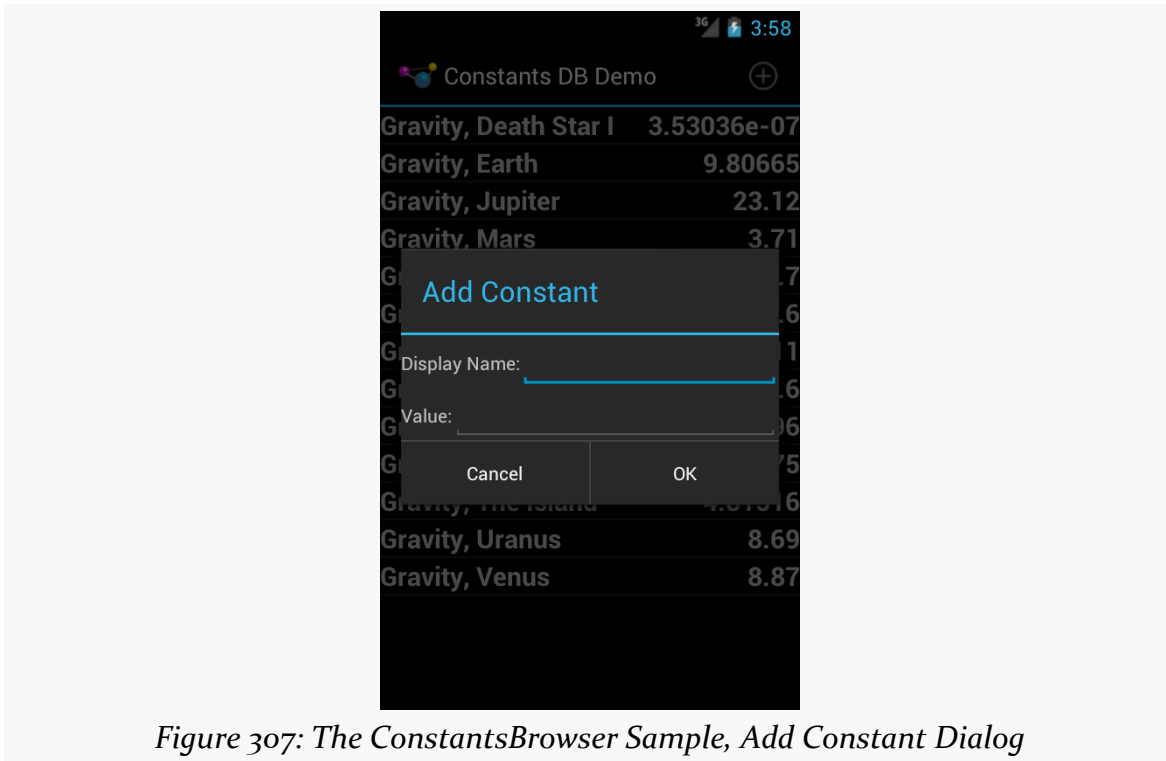 3G 3:58
Constants DB Demo
Gravity, Death Star I 3.53036e-07
Gravity, Earth 9.80665
Gravity, Jupiter 23.12
Gravity, Mars 3.71
Add Constant
Display Name:
Value:
Cancel OK
Gravity, Uranus 8.69
Gravity, Venus 8.87
Figure 307: The ConstantsBrowser Sample, Add Constant Dialog